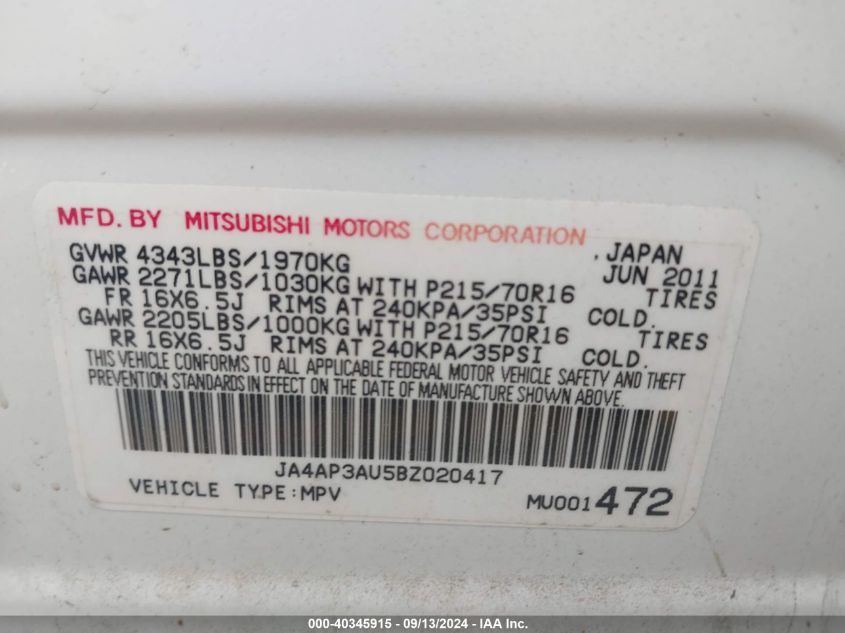 MFD. BY MITSUBISHI MOTORS CORPORATION . JAPAN
GVWR 4343LBS/1970KG JUN 2011
GAWR 2271LBS/1030KG WITH P215/70R16 TIRES
FR 16X6.5J RIMS AT 240KPA/35PSI COLD.
GAWR 2205LBS/1000KG WITH P215/70R16 TIRES
RR 16X6.5J RIMS AT 240KPA/35PSI COLD.
THIS VEHICLE CONFORMS TO ALL APPLICABLE FEDERAL MOTOR VEHICLE SAFETY AND THEFT
PREVENTION STANDARDS IN EFFECT ON THE DATE OF MANUFACTURE SHOWN ABOVE.
JA4AP3AU5BZ020417
VEHICLE TYPE:MPV MU001472
000-40345915 - 09/13/2024 - IAA Inc.